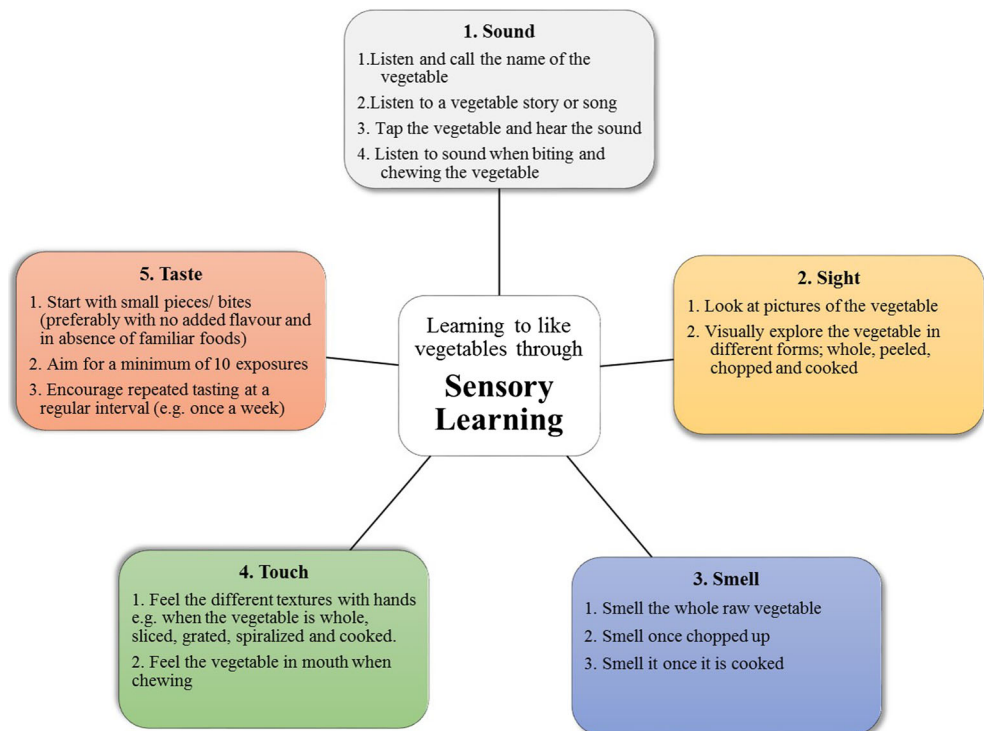 1. Sound
1.Listen and call the name of the
vegetable
2.Listen to a vegetable story or song
3. Tap the vegetable and hear the sound
4. Listen to sound when biting and
chewing the vegetable
5. Taste
1. Start with small pieces/ bites
(preferably with no added flavour and
in absence of familiar foods)
2. Aim for a minimum of 10 exposures
3. Encourage repeated tasting at a
regular interval (e.g. once a week)
Learning to like
vegetables through
Sensory
Learning
2. Sight
1. Look at pictures of the vegetable
2. Visually explore the vegetable in
different forms; whole, peeled,
chopped and cooked
4. Touch
1. Feel the different textures with hands
e.g. when the vegetable is whole,
sliced, grated, spiralized and cooked.
2. Feel the vegetable in mouth when
chewing
3. Smell
1. Smell the whole raw vegetable
2. Smell once chopped up
3. Smell it once it is cooked